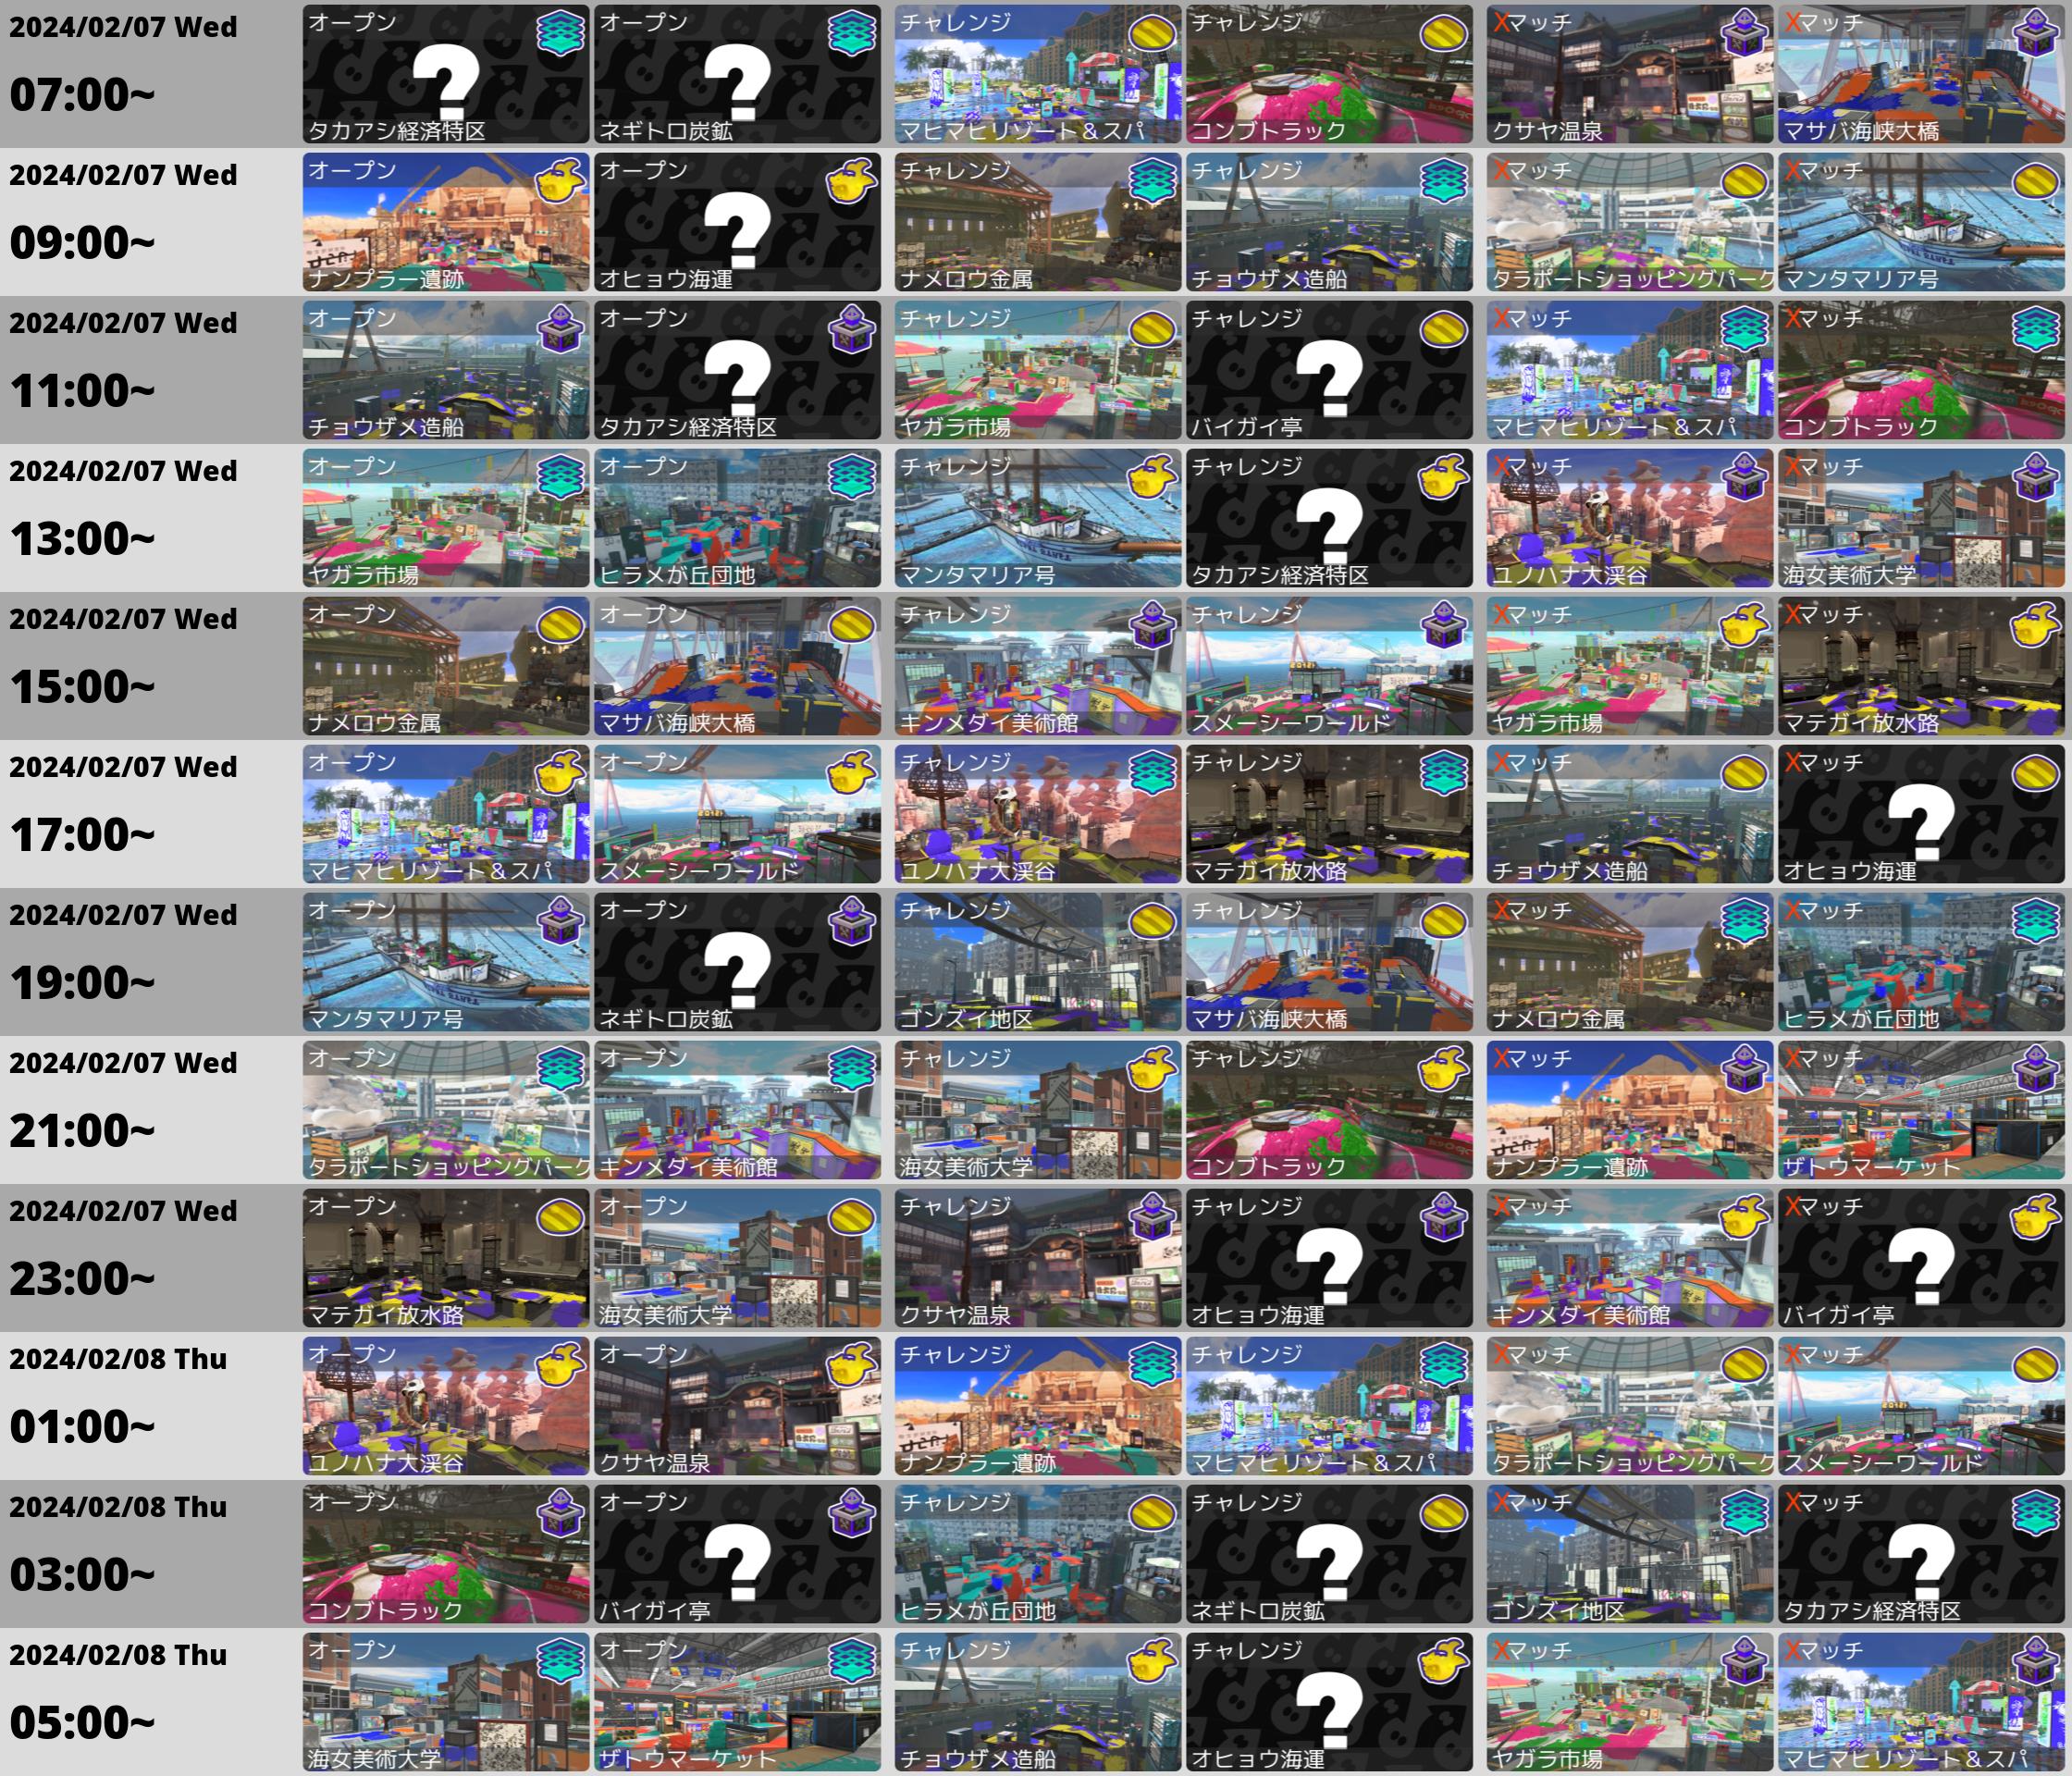 2024/02/07 Wed
07:00~
オープン
タカアシ経済特区
オープン
ネギトロ炭鉱
チャレンジ
マヒマヒリゾート＆スパ
チャレンジ
コンブトラック
Xマッチ
クサヤ温泉
Xマッチ
マサバ海峡大橋
2024/02/07 Wed
09:00~
オープン
ナンプラー遺跡
オープン
オヒョウ海運
チャレンジ
ナメロウ金属
チャレンジ
チョウザメ造船
Xマッチ
タラポートショッピングパーク
Xマッチ
マンタマリア号
2024/02/07 Wed
11:00~
オープン
チョウザメ造船
オープン
タカアシ経済特区
チャレンジ
ヤガラ市場
チャレンジ
バイガイ亭
Xマッチ
マヒマヒリゾート＆スパ
Xマッチ
コンブトラック
2024/02/07 Wed
13:00~
オープン
ヤガラ市場
オープン
ヒラメが丘団地
チャレンジ
マンタマリア号
チャレンジ
タカアシ経済特区
Xマッチ
ユノハナ大渓谷
Xマッチ
海女美術大学
2024/02/07 Wed
15:00~
オープン
ナメロウ金属
オープン
マサバ海峡大橋
チャレンジ
キンメダイ美術館
チャレンジ
スメーシーワールド
Xマッチ
ヤガラ市場
Xマッチ
マテガイ放水路
2024/02/07 Wed
17:00~
オープン
マヒマヒリゾート＆スパ
オープン
スメーシーワールド
チャレンジ
ユノハナ大渓谷
チャレンジ
マテガイ放水路
Xマッチ
チョウザメ造船
Xマッチ
オヒョウ海運
2024/02/07 Wed
19:00~
オープン
マンタマリア号
オープン
ネギトロ炭鉱
チャレンジ
ゴンズイ地区
チャレンジ
マサバ海峡大橋
Xマッチ
ナメロウ金属
Xマッチ
ヒラメが丘団地
2024/02/07 Wed
21:00~
オープン
タラポートショッピングパーク
オープン
キンメダイ美術館
チャレンジ
海女美術大学
チャレンジ
コンブトラック
Xマッチ
ナンプラー遺跡
Xマッチ
ザトウマーケット
2024/02/07 Wed
23:00~
オープン
マテガイ放水路
オープン
海女美術大学
チャレンジ
クサヤ温泉
チャレンジ
オヒョウ海運
Xマッチ
キンメダイ美術館
Xマッチ
バイガイ亭
2024/02/08 Thu
01:00~
オープン
ユノハナ大渓谷
オープン
クサヤ温泉
チャレンジ
ナンプラー遺跡
チャレンジ
マヒマヒリゾート＆スパ
Xマッチ
タラポートショッピングパーク
Xマッチ
スメーシーワールド
2024/02/08 Thu
03:00~
オープン
コンブトラック
オープン
バイガイ亭
チャレンジ
ヒラメが丘団地
チャレンジ
ネギトロ炭鉱
Xマッチ
ゴンズイ地区
Xマッチ
タカアシ経済特区
2024/02/08 Thu
05:00~
オープン
海女美術大学
オープン
ザトウマーケット
チャレンジ
チョウザメ造船
チャレンジ
オヒョウ海運
Xマッチ
ヤガラ市場
Xマッチ
マヒマヒリゾート＆スパ